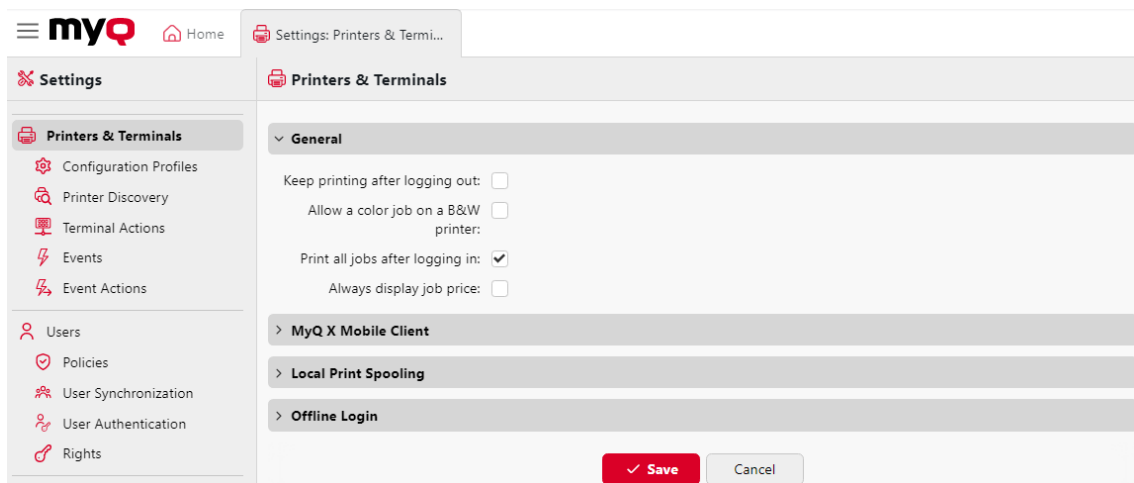 myQ
Home
Settings: Printers & Termi...
Settings
Printers & Terminals
Configuration Profiles
Printer Discovery
Terminal Actions
Events
Event Actions
Users
Policies
User Synchronization
User Authentication
Rights
Printers & Terminals
General
Keep printing after logging out:
Allow a color job on a B&W
printer:
Print all jobs after logging in:
Always display job price:
MyQ X Mobile Client
Local Print Spooling
Offline Login
Save
Cancel